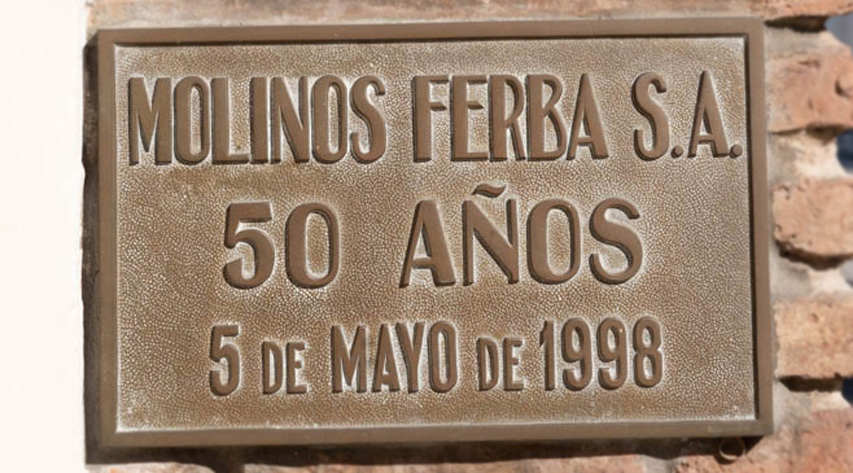 MOLINOS FERBA S.A.
50 AÑOS
5 DE MAYO DE 1998